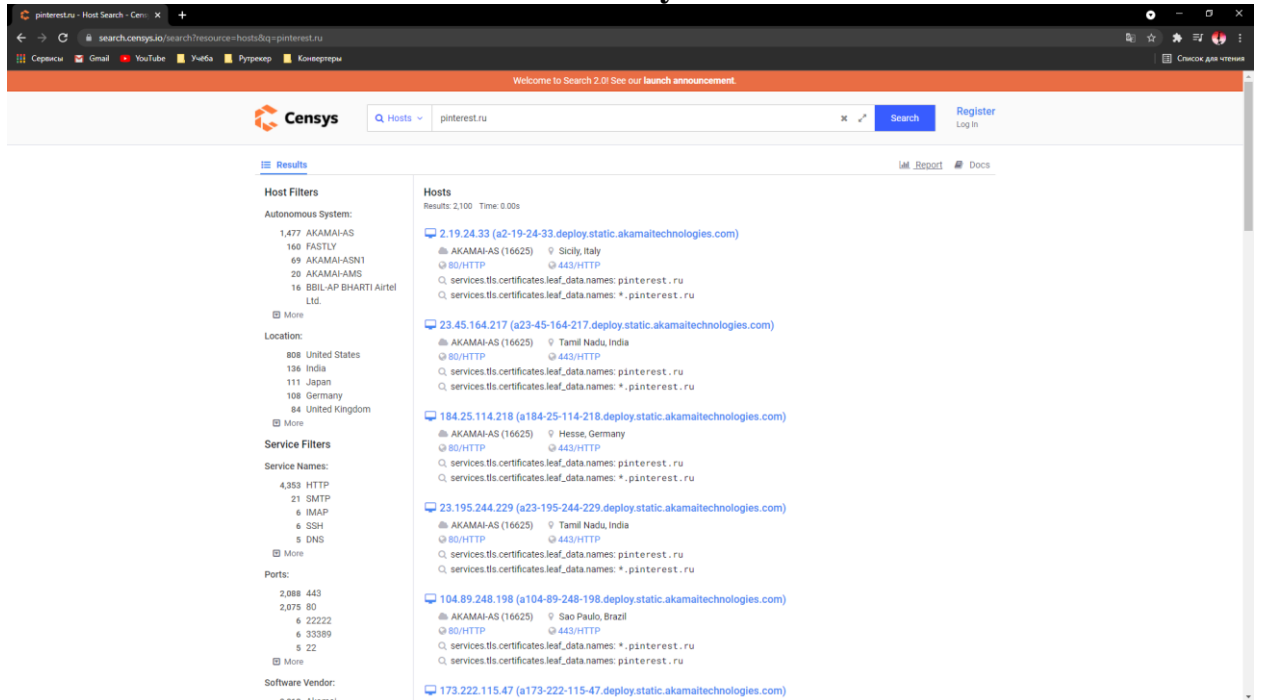 pinterest.ru - Host Search - Cens
search.censys.io/search?resource=hosts&q=pinterest.ru
Сервисы Gmail YouTube Учёба Рутрекер Конвертеры Список для чтения
Welcome to Search 2.0! See our launch announcement.
Censys Hosts pinterest.ru Search Register
Log In
Results Report Docs
Host Filters
Autonomous System:
1,477 AKAMAI-AS
160 FASTLY
69 AKAMAI-ASN1
20 AKAMAI-AMS
16 BBIL-AP BHARTI Airtel
Ltd.
More
Location:
808 United States
136 India
111 Japan
108 Germany
84 United Kingdom
More
Service Filters
Service Names:
4,353 HTTP
21 SMTP
6 IMAP
6 SSH
5 DNS
More
Ports:
2,088 443
2,075 80
6 22222
6 33389
5 22
More
Software Vendor:
Hosts
Results: 2,100 Time: 0.00s
2.19.24.33 (a2-19-24-33.deploy.static.akamaitechnologies.com)
AKAMAI-AS (16625) Sicily, Italy
80/HTTP 443/HTTP
services.tls.certificates.leaf_data.names: pinterest.ru
services.tls.certificates.leaf_data.names: *.pinterest.ru
23.45.164.217 (a23-45-164-217.deploy.static.akamaitechnologies.com)
AKAMAI-AS (16625) Tamil Nadu, India
80/HTTP 443/HTTP
services.tls.certificates.leaf_data.names: pinterest.ru
services.tls.certificates.leaf_data.names: *.pinterest.ru
184.25.114.218 (a184-25-114-218.deploy.static.akamaitechnologies.com)
AKAMAI-AS (16625) Hesse, Germany
80/HTTP 443/HTTP
services.tls.certificates.leaf_data.names: pinterest.ru
services.tls.certificates.leaf_data.names: *.pinterest.ru
23.195.244.229 (a23-195-244-229.deploy.static.akamaitechnologies.com)
AKAMAI-AS (16625) Tamil Nadu, India
80/HTTP 443/HTTP
services.tls.certificates.leaf_data.names: pinterest.ru
services.tls.certificates.leaf_data.names: *.pinterest.ru
104.89.248.198 (a104-89-248-198.deploy.static.akamaitechnologies.com)
AKAMAI-AS (16625) Sao Paulo, Brazil
80/HTTP 443/HTTP
services.tls.certificates.leaf_data.names: *.pinterest.ru
services.tls.certificates.leaf_data.names: pinterest.ru
173.222.115.47 (a173-222-115-47.deploy.static.akamaitechnologies.com)